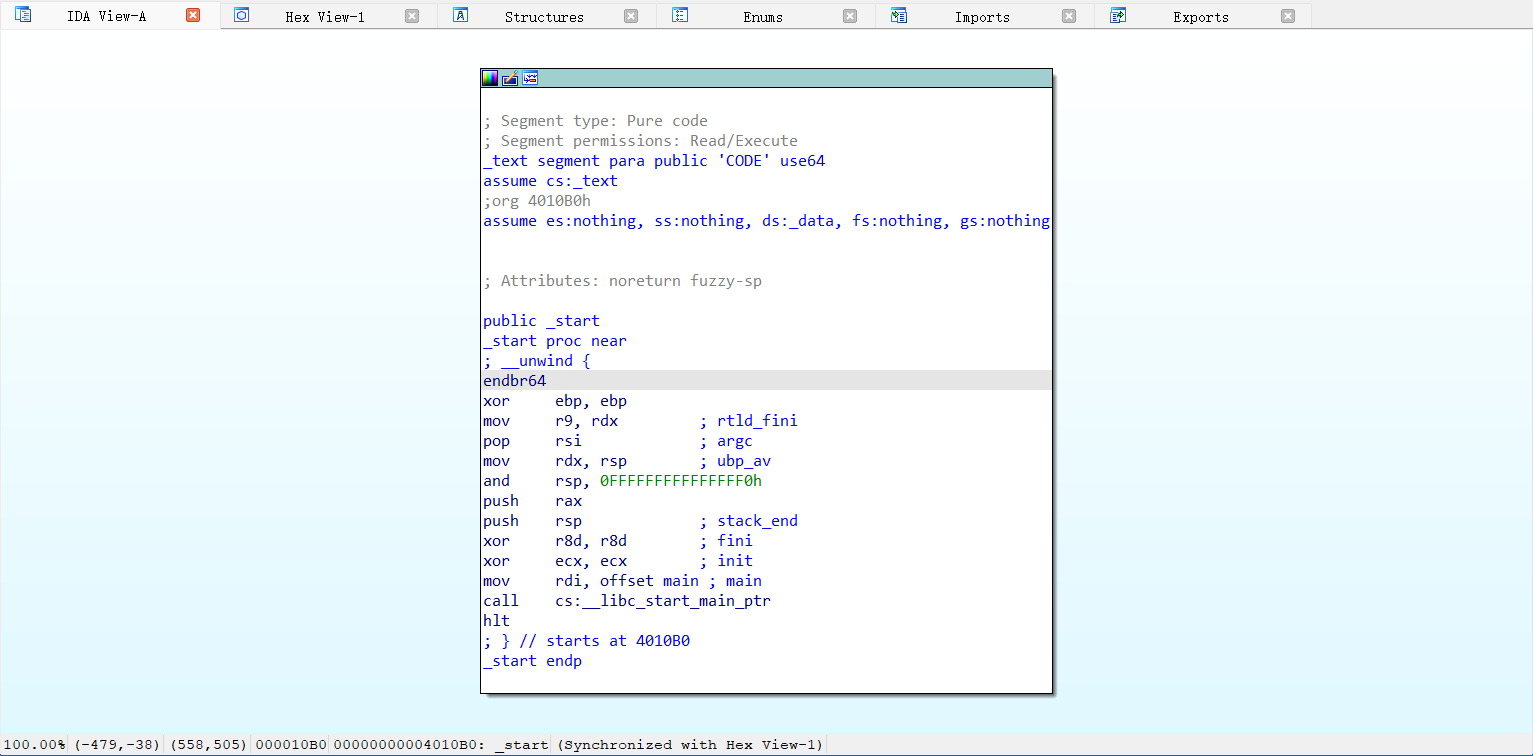 IDA View-A Hex View-1 Structures Enums Imports Exports
; Segment type: Pure code
; Segment permissions: Read/Execute
_text segment para public 'CODE' use64
assume cs:_text
;org 4010B0h
assume es:nothing, ss:nothing, ds:_data, fs:nothing, gs:nothing
; Attributes: noreturn fuzzy-sp
public _start
_start proc near
; __unwind {
endbr64
xor ebp, ebp
mov r9, rdx ; rtld_fini
pop rsi ; argc
mov rdx, rsp ; ubp_av
and rsp, 0FFFFFFFFFFFFFFF0h
push rax
push rsp ; stack_end
xor r8d, r8d ; fini
xor ecx, ecx ; init
mov rdi, offset main ; main
call cs:__libc_start_main_ptr
hlt
; } // starts at 4010B0
_start endp
100.00% (-479,-38) (558,505) 000010B0 00000000004010B0: _start (Synchronized with Hex View-1)